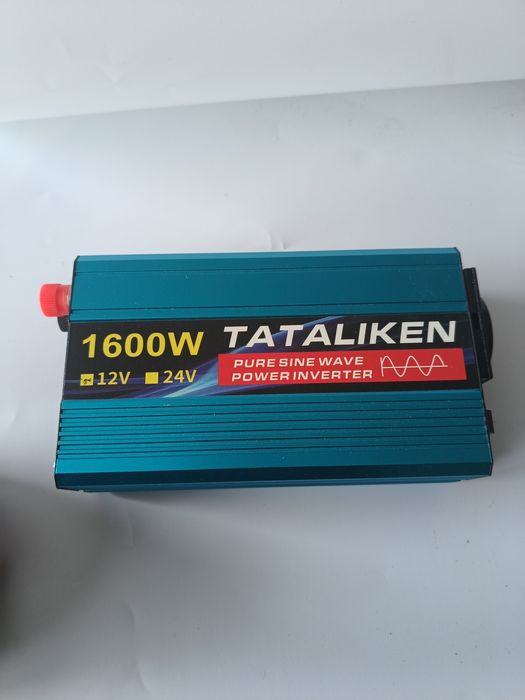 1600W
12V 24V
TATALIKEN
PURE SINE WAVE
POWER INVERTER